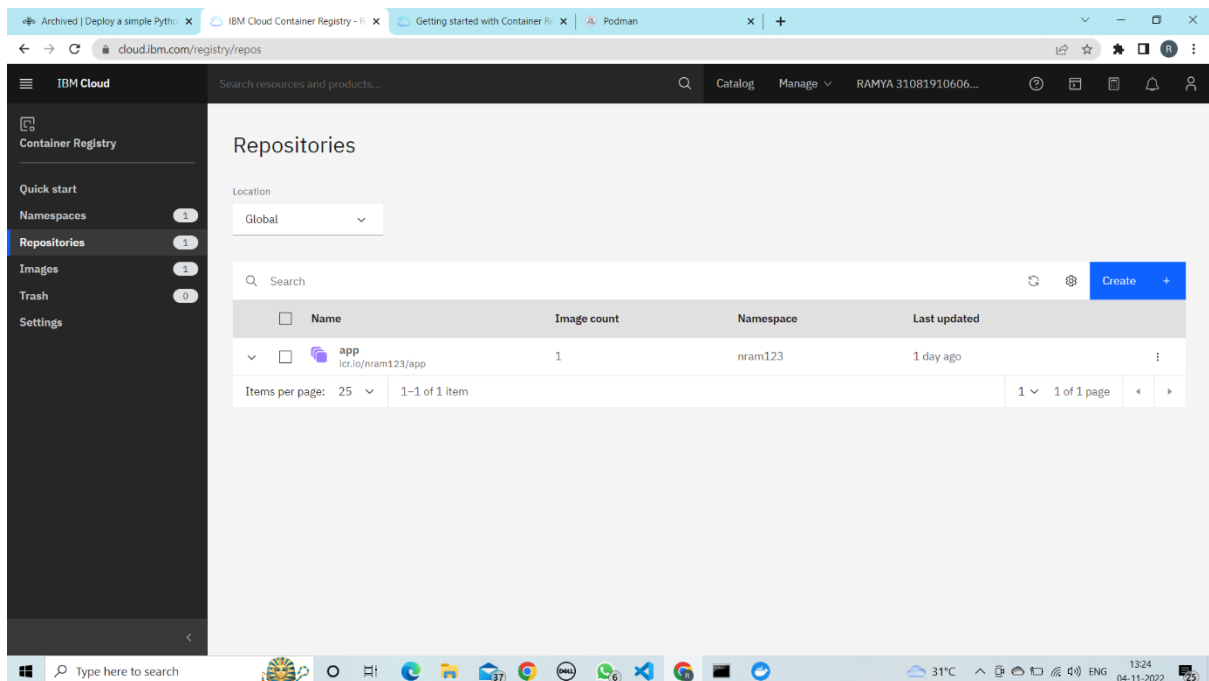 Archived | Deploy a simple Pytho
IBM Cloud Container Registry - R
Getting started with Container Re
Podman
cloud.ibm.com/registry/repos
R
IBM Cloud
Search resources and products...
Catalog
Manage
RAMYA 31081910606...
Container Registry
Quick start
Namespaces 1
Repositories 1
Images 1
Trash 0
Settings
Repositories
Location
Global
Search
Create +
Name Image count Namespace Last updated
app 1 nram123 1 day ago
icr.io/nram123/app
Items per page: 25 1–1 of 1 item 1 1 of 1 page
Type here to search
37
DELL
6
R
31°C
ENG
13:24
04-11-2022
25